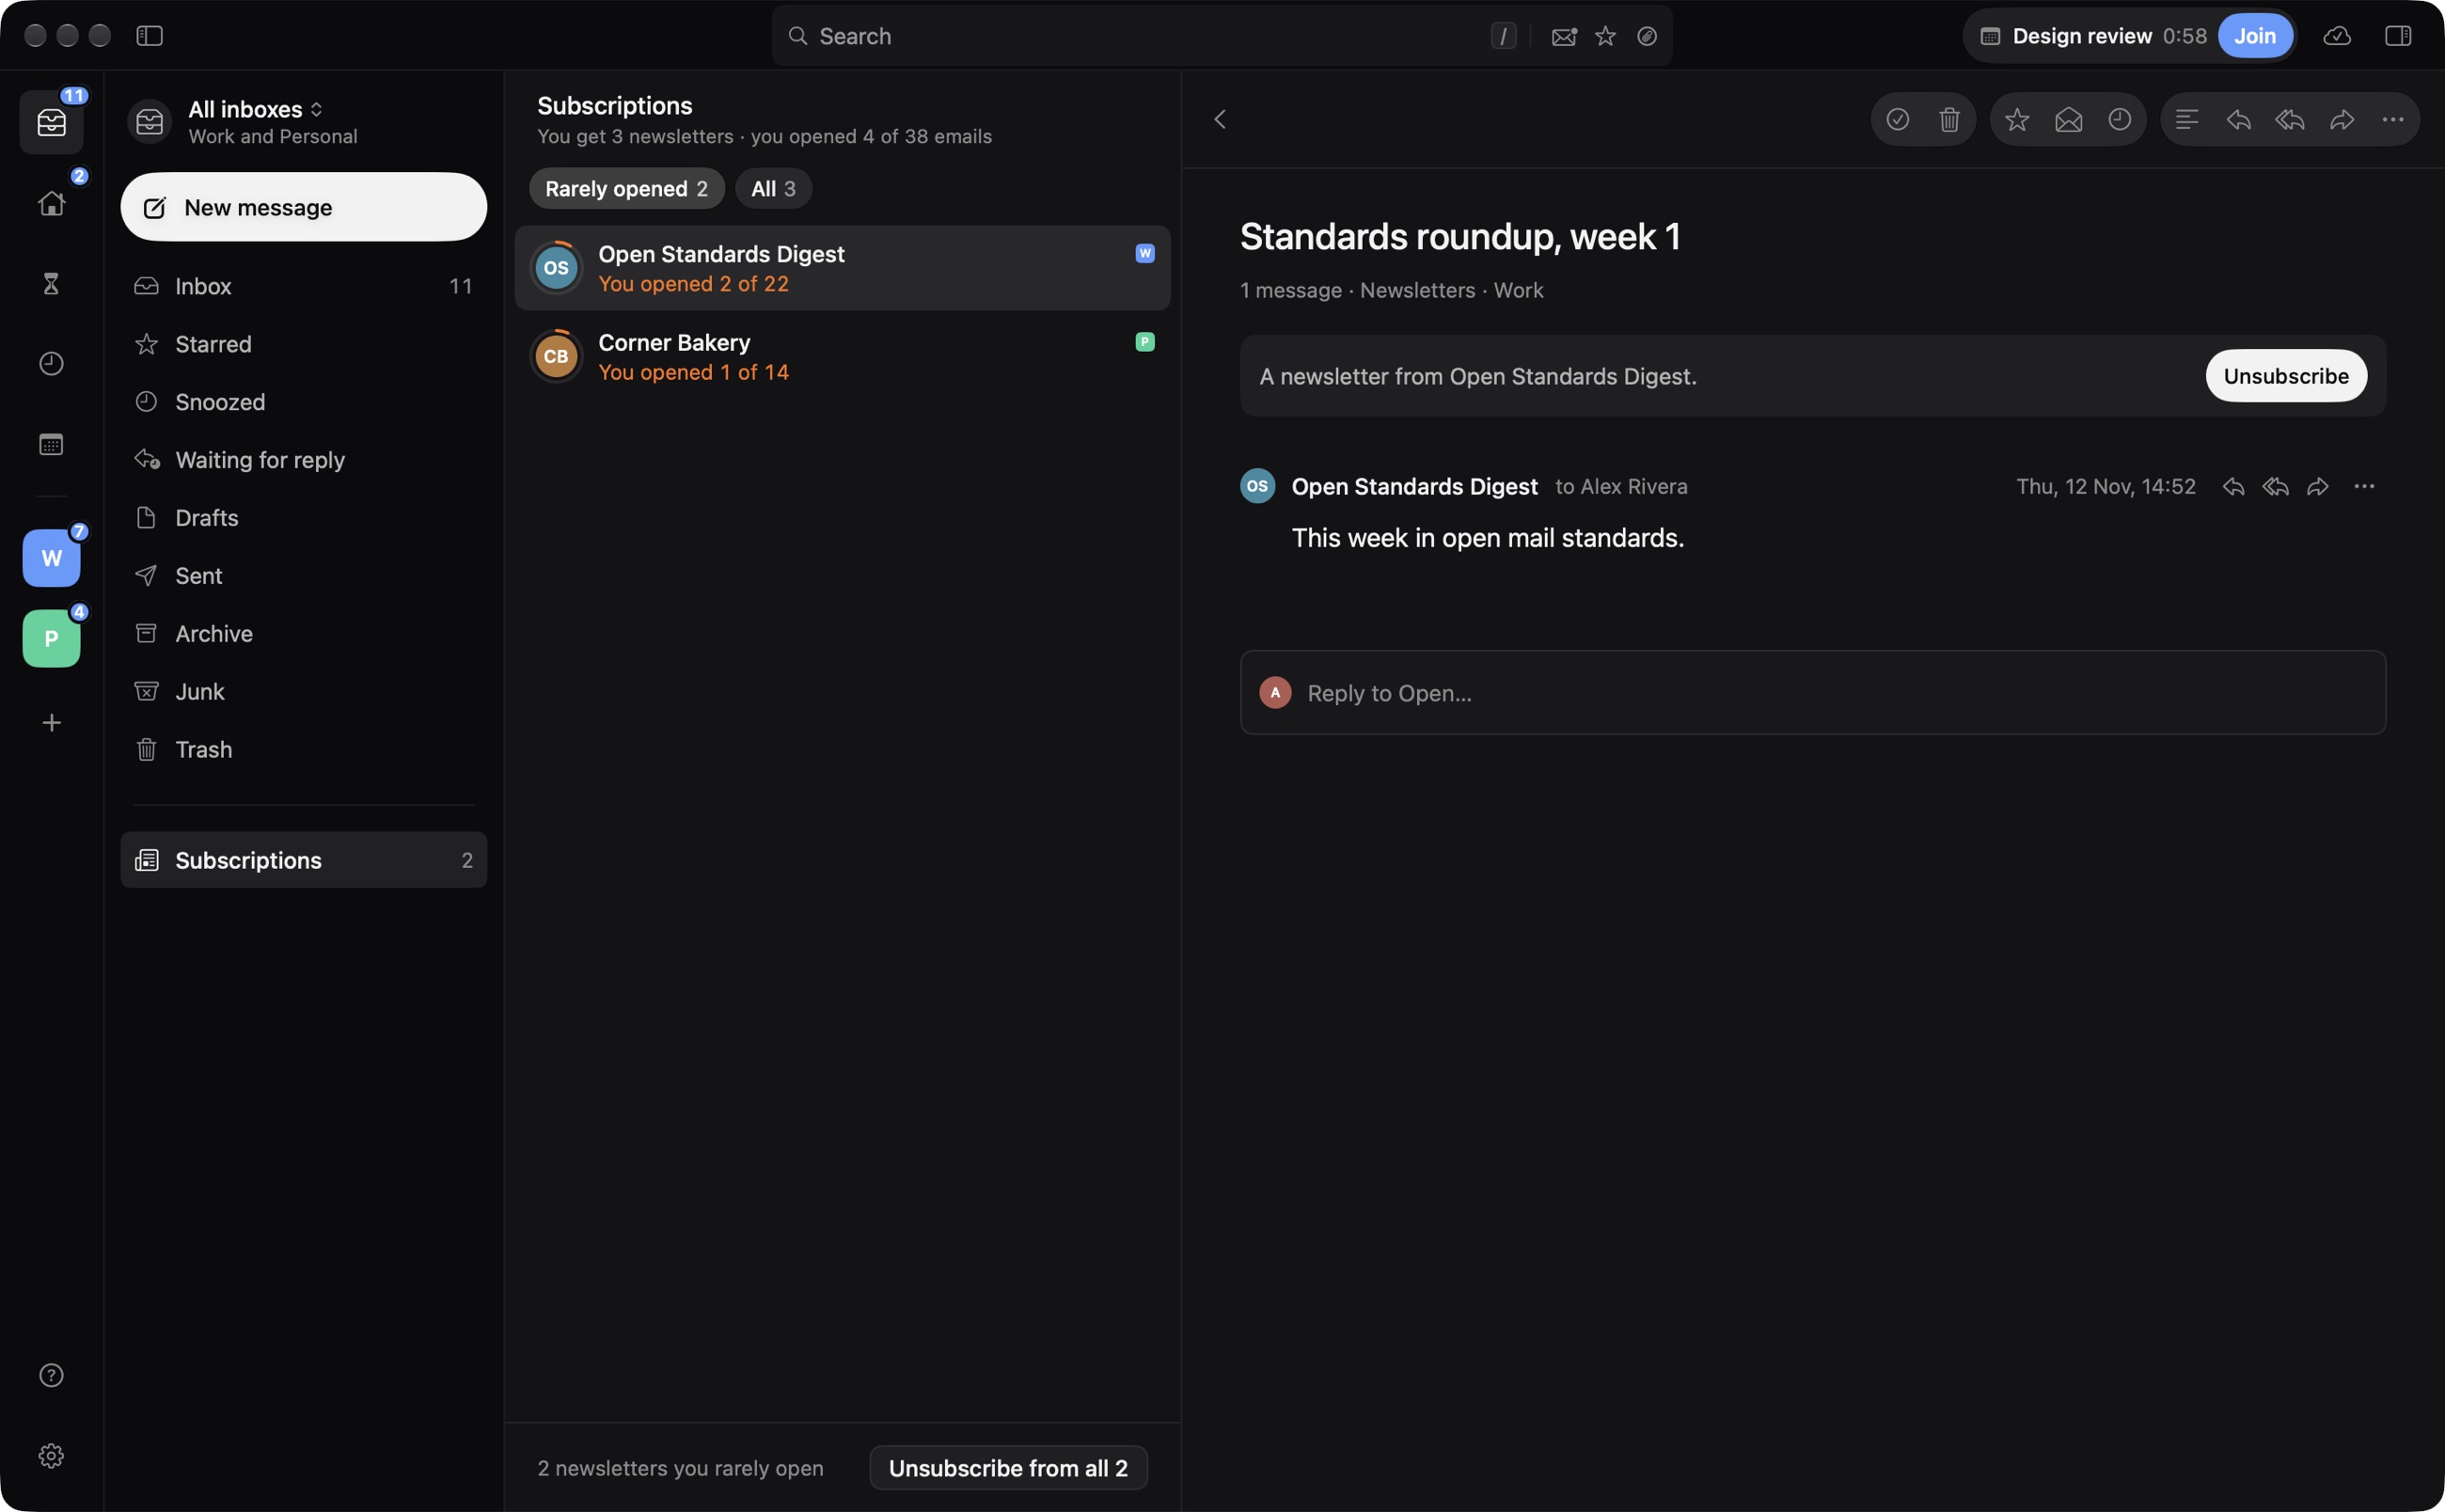 Search /
Design review 0:58 Join
11
2
W 7
P 4
All inboxes
Work and Personal
New message
Inbox 11
Starred
Snoozed
Waiting for reply
Drafts
Sent
Archive
Junk
Trash
Subscriptions 2
Subscriptions
You get 3 newsletters · you opened 4 of 38 emails
Rarely opened 2 All 3
OS Open Standards Digest W
You opened 2 of 22
CB Corner Bakery P
You opened 1 of 14
2 newsletters you rarely open Unsubscribe from all 2
Standards roundup, week 1
1 message · Newsletters · Work
A newsletter from Open Standards Digest. Unsubscribe
OS Open Standards Digest to Alex Rivera Thu, 12 Nov, 14:52
This week in open mail standards.
A Reply to Open...